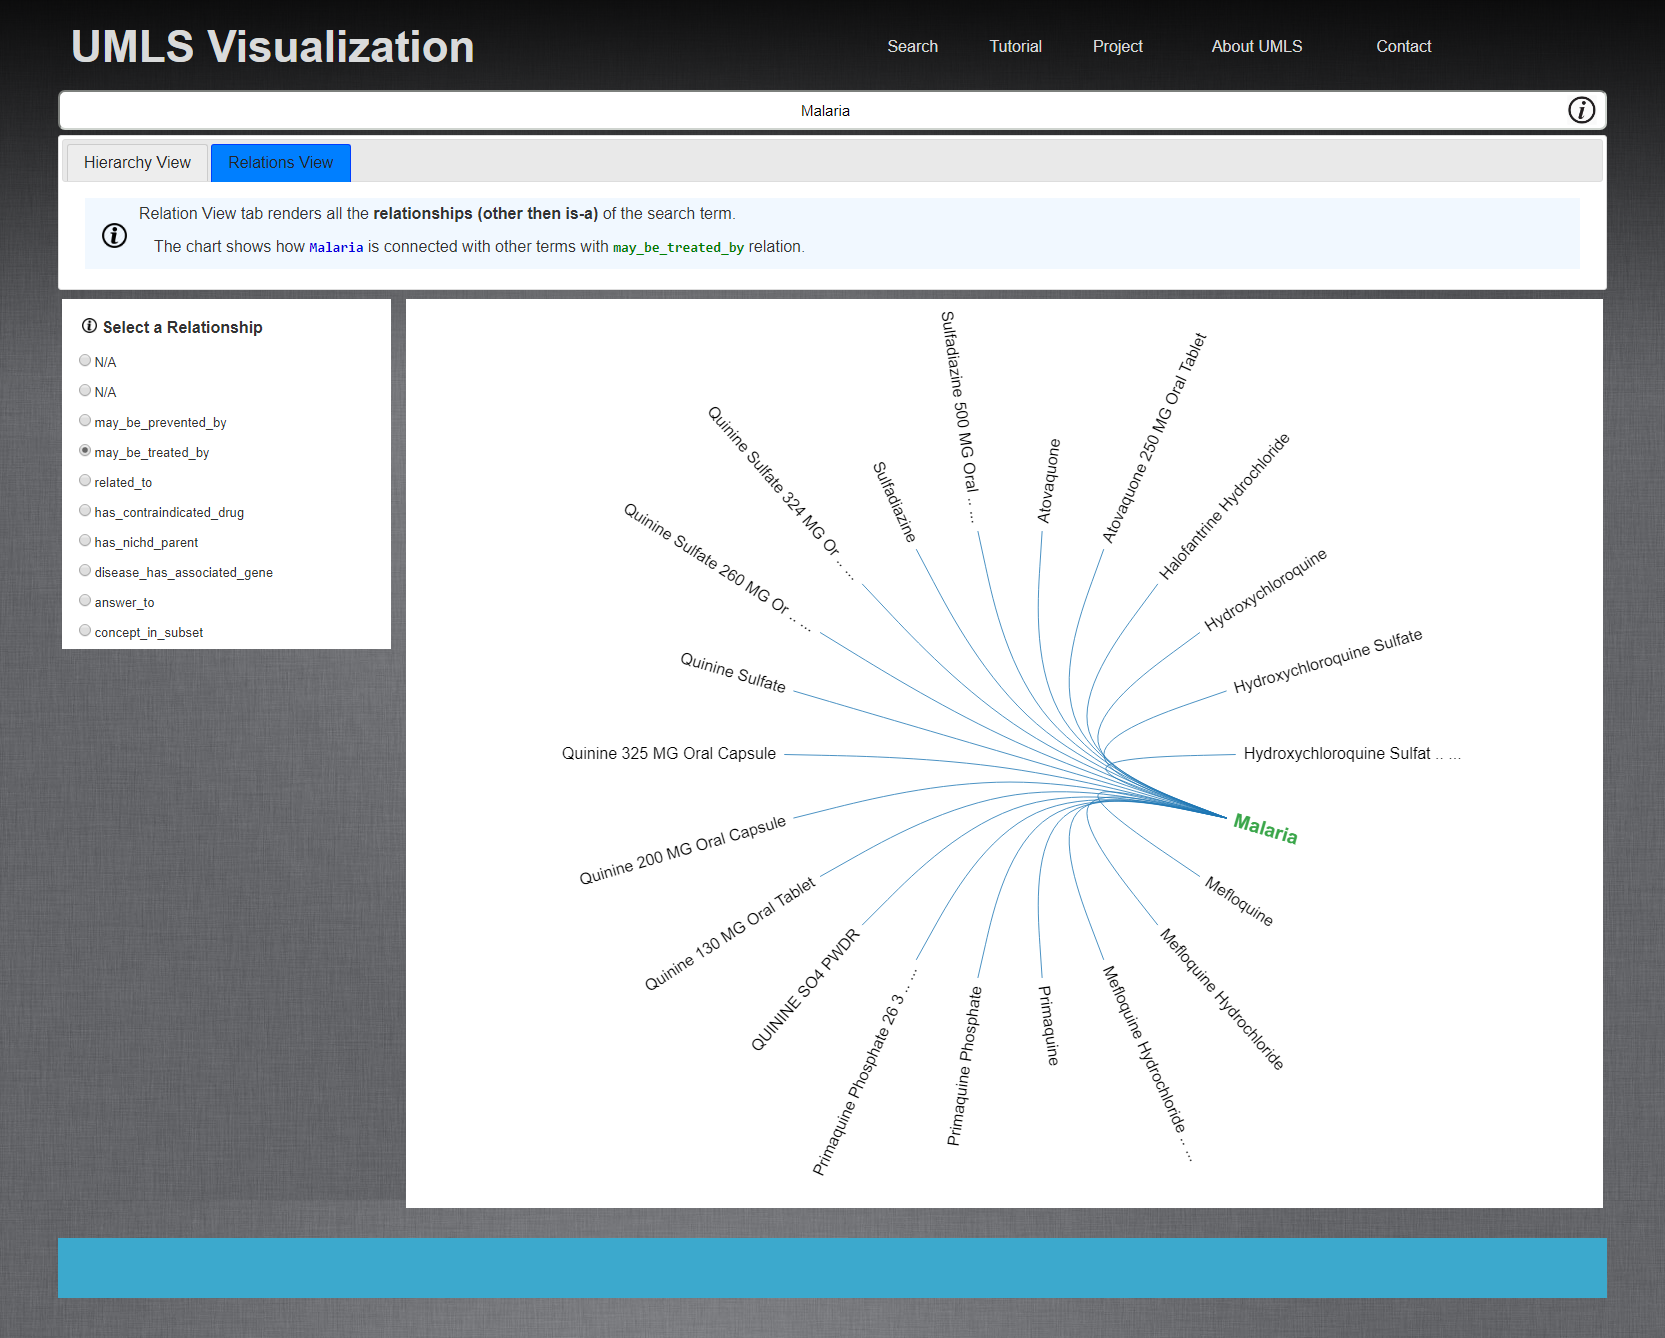 UMLS Visualization
Search Tutorial Project About UMLS Contact
Malaria
Hierarchy View Relations View
Relation View tab renders all the relationships (other then is-a) of the search term.
The chart shows how Malaria is connected with other terms with may_be_treated_by relation.
Select a Relationship
N/A
N/A
may_be_prevented_by
may_be_treated_by
related_to
has_contraindicated_drug
has_nichd_parent
disease_has_associated_gene
answer_to
concept_in_subset
Sulfadiazine 500 MG Oral .. ...
Atovaquone
Atovaquone 250 MG Oral Tablet
Halofantrine Hydrochloride
Hydroxychloroquine
Hydroxychloroquine Sulfate
Hydroxychloroquine Sulfat .. ...
Malaria
Mefloquine
Mefloquine Hydrochloride
Mefloquine Hydrochloride .. ...
Primaquine
Primaquine Phosphate
Primaquine Phosphate 26 3 .. ...
QUININE SO4 PWDR
Quinine 130 MG Oral Tablet
Quinine 200 MG Oral Capsule
Quinine 325 MG Oral Capsule
Quinine Sulfate
Quinine Sulfate 260 MG Or .. ...
Quinine Sulfate 324 MG Or .. ...
Sulfadiazine